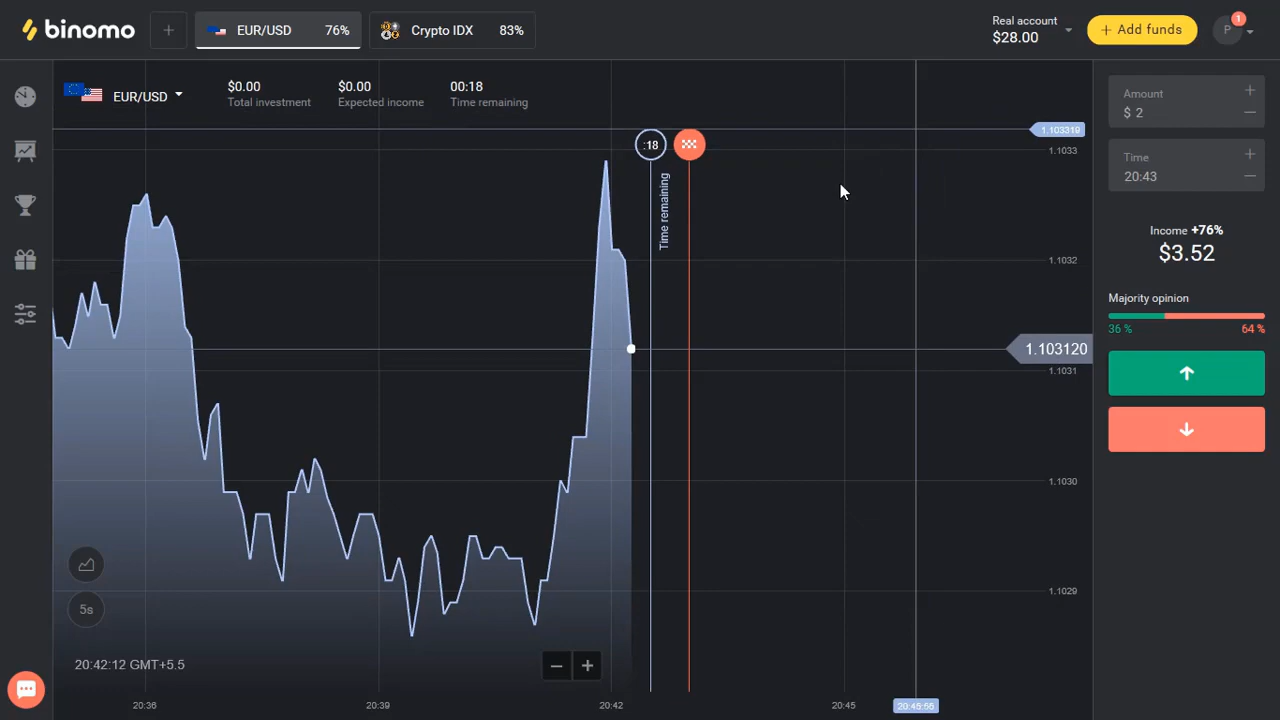 binomo
+
EUR/USD 76%
Crypto IDX 83%
Real account
$28.00
+ Add funds
P
1
EUR/USD
$0.00
Total investment
$0.00
Expected income
00:18
Time remaining
:18
Time remaining
1.103319
1.1033
1.1032
1.103120
1.1031
1.1030
1.1029
Amount
$ 2
+
−
Time
20:43
+
−
Income +76%
$3.52
Majority opinion
36 %
64 %
5s
20:42:12 GMT+5.5
− +
20:36
20:39
20:42
20:45
20:45:55